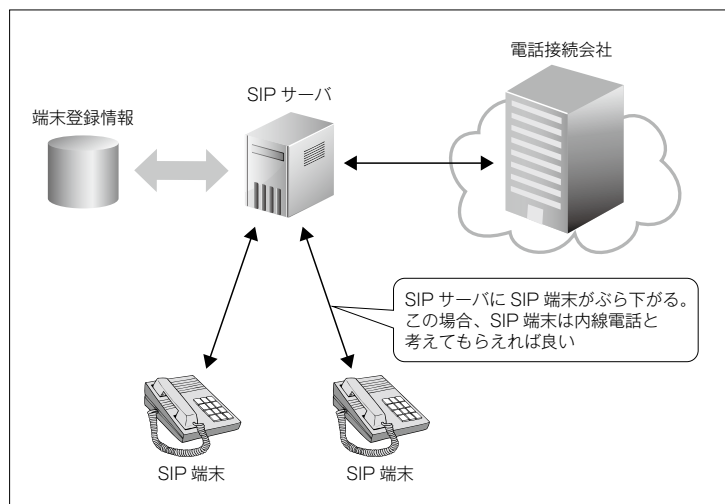 電話接続会社
SIP サーバ
端末登録情報
SIP サーバに SIP 端末がぶら下がる。
この場合、SIP 端末は内線電話と
考えてもらえれば良い
SIP 端末
SIP 端末